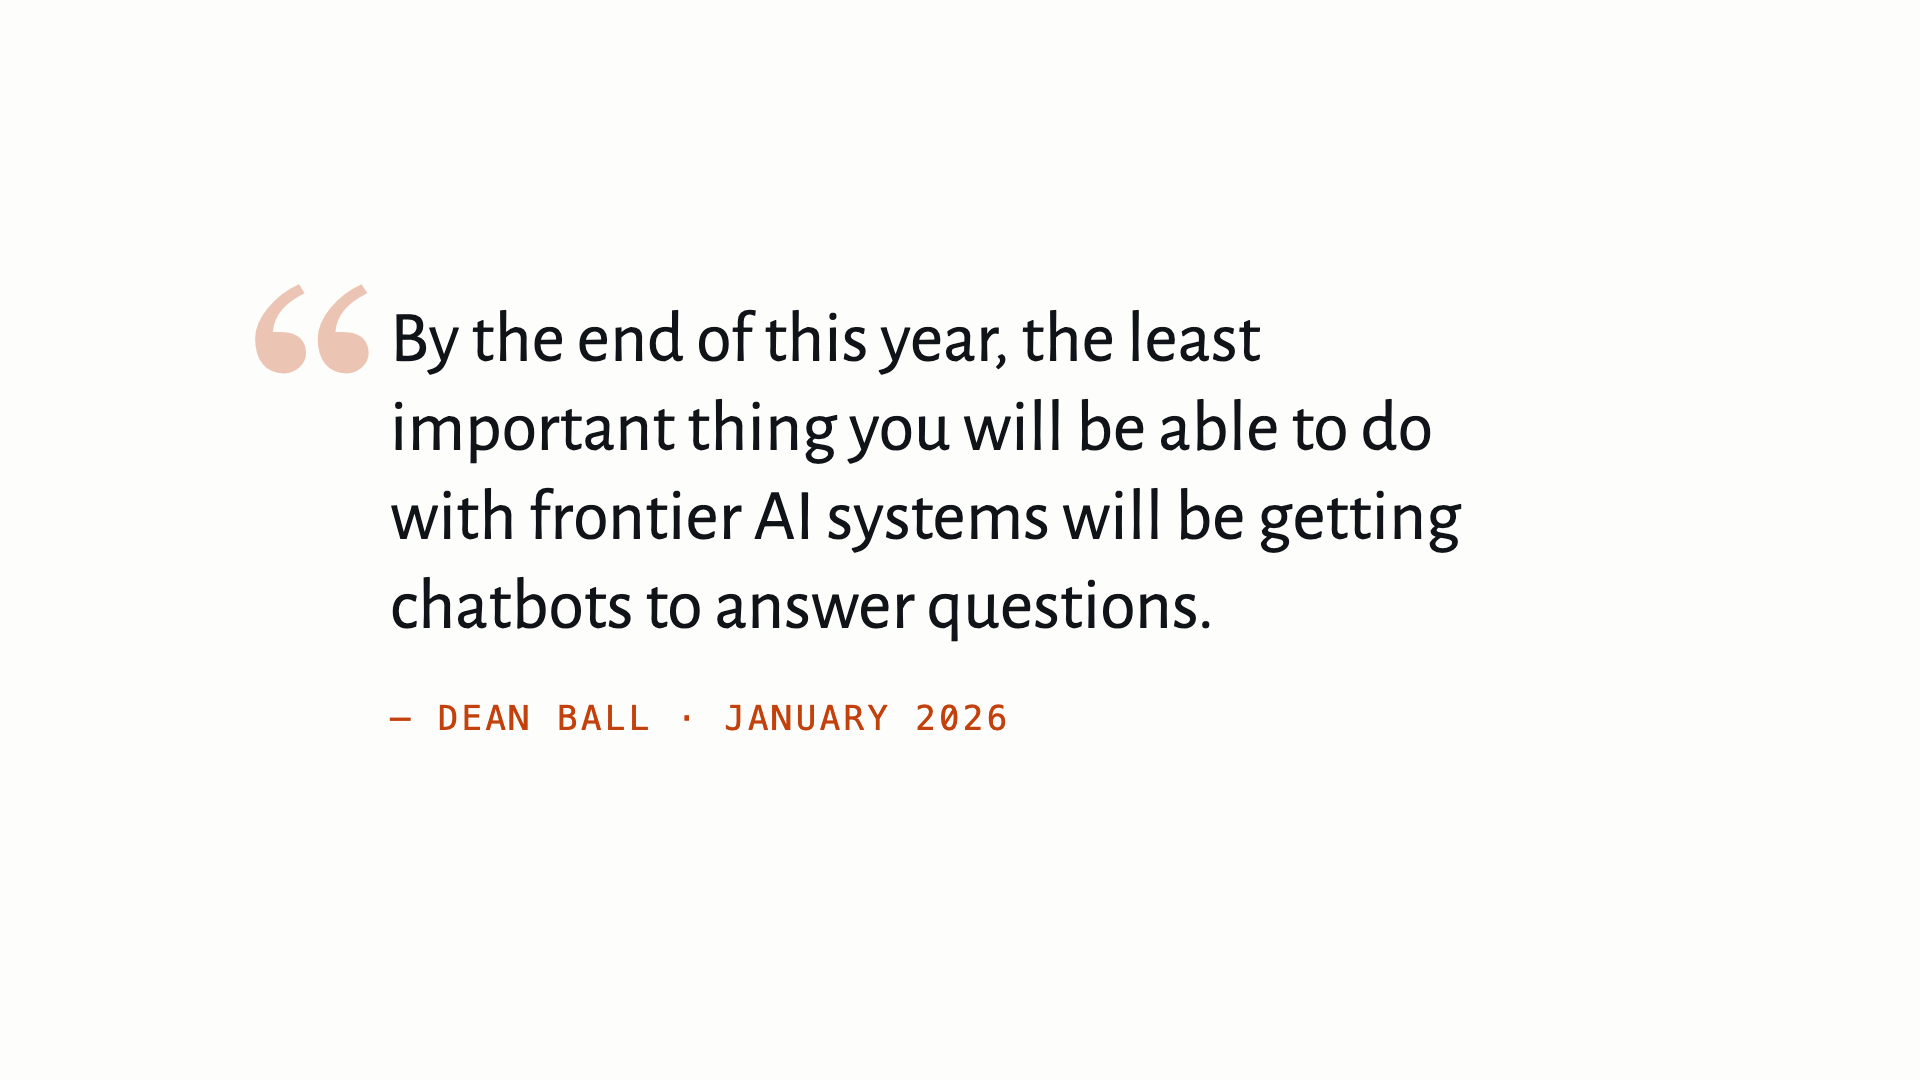 “By the end of this year, the least
important thing you will be able to do
with frontier AI systems will be getting
chatbots to answer questions.
— DEAN BALL · JANUARY 2026